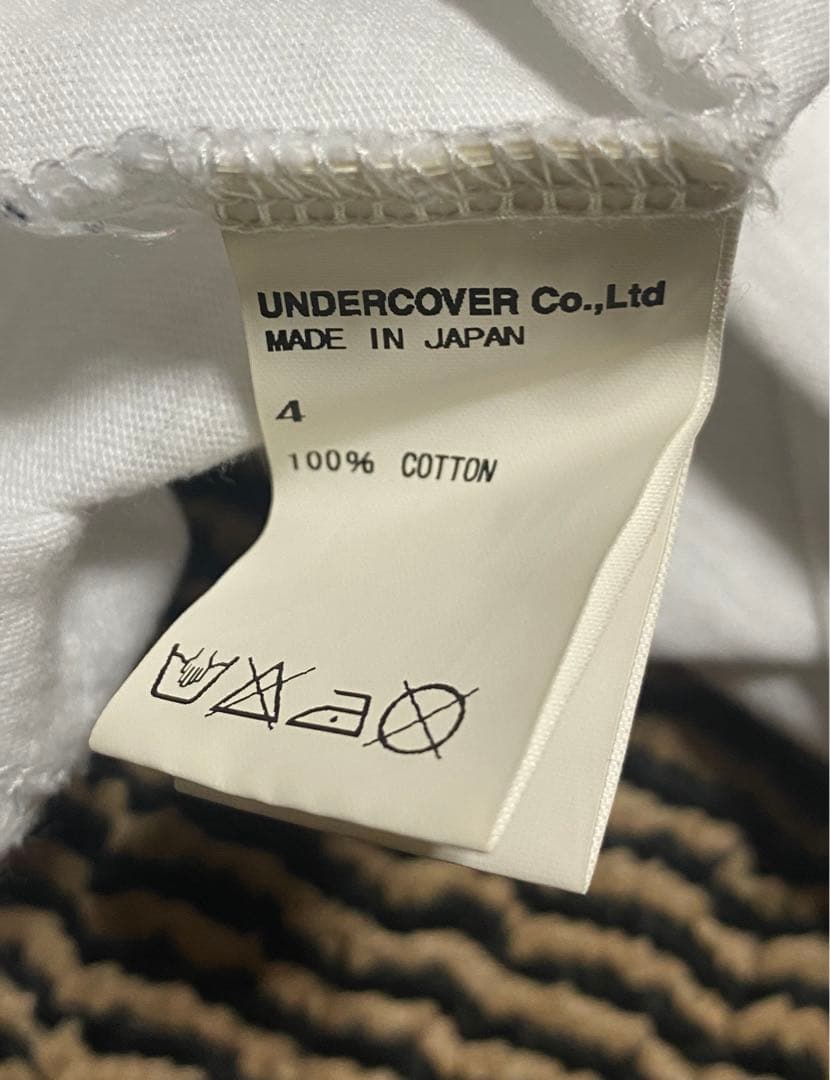 UNDERCOVER Co.,Ltd
MADE IN JAPAN
4
100% COTTON